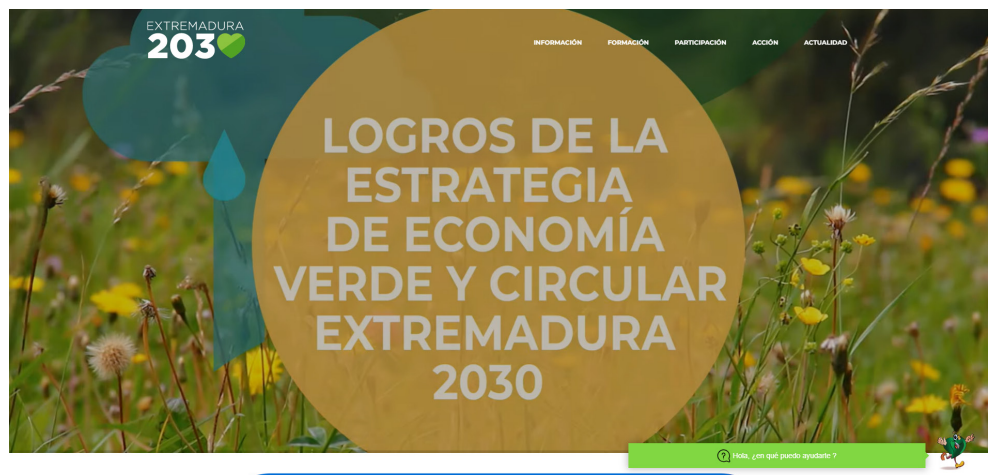 EXTREMADURA
2030
INFORMACIÓN FORMACIÓN PARTICIPACIÓN ACCIÓN ACTUALIDAD
LOGROS DE LA
ESTRATEGIA
DE ECONOMÍA
VERDE Y CIRCULAR
EXTREMADURA
2030
Hola, ¿en qué puedo ayudarte ?